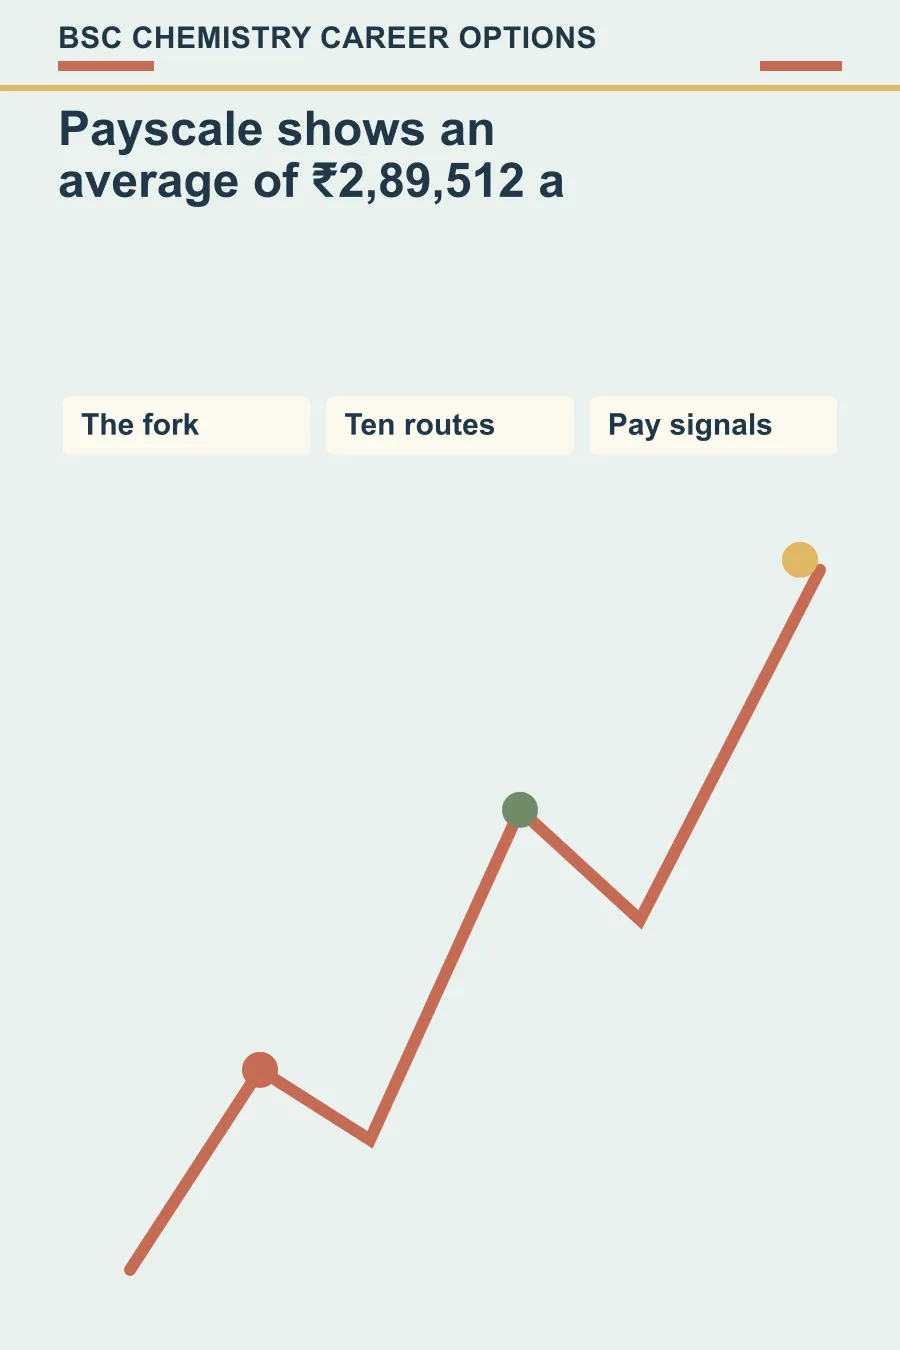 BSC CHEMISTRY CAREER OPTIONS
Payscale shows an
average of ₹2,89,512 a
The fork
Ten routes
Pay signals